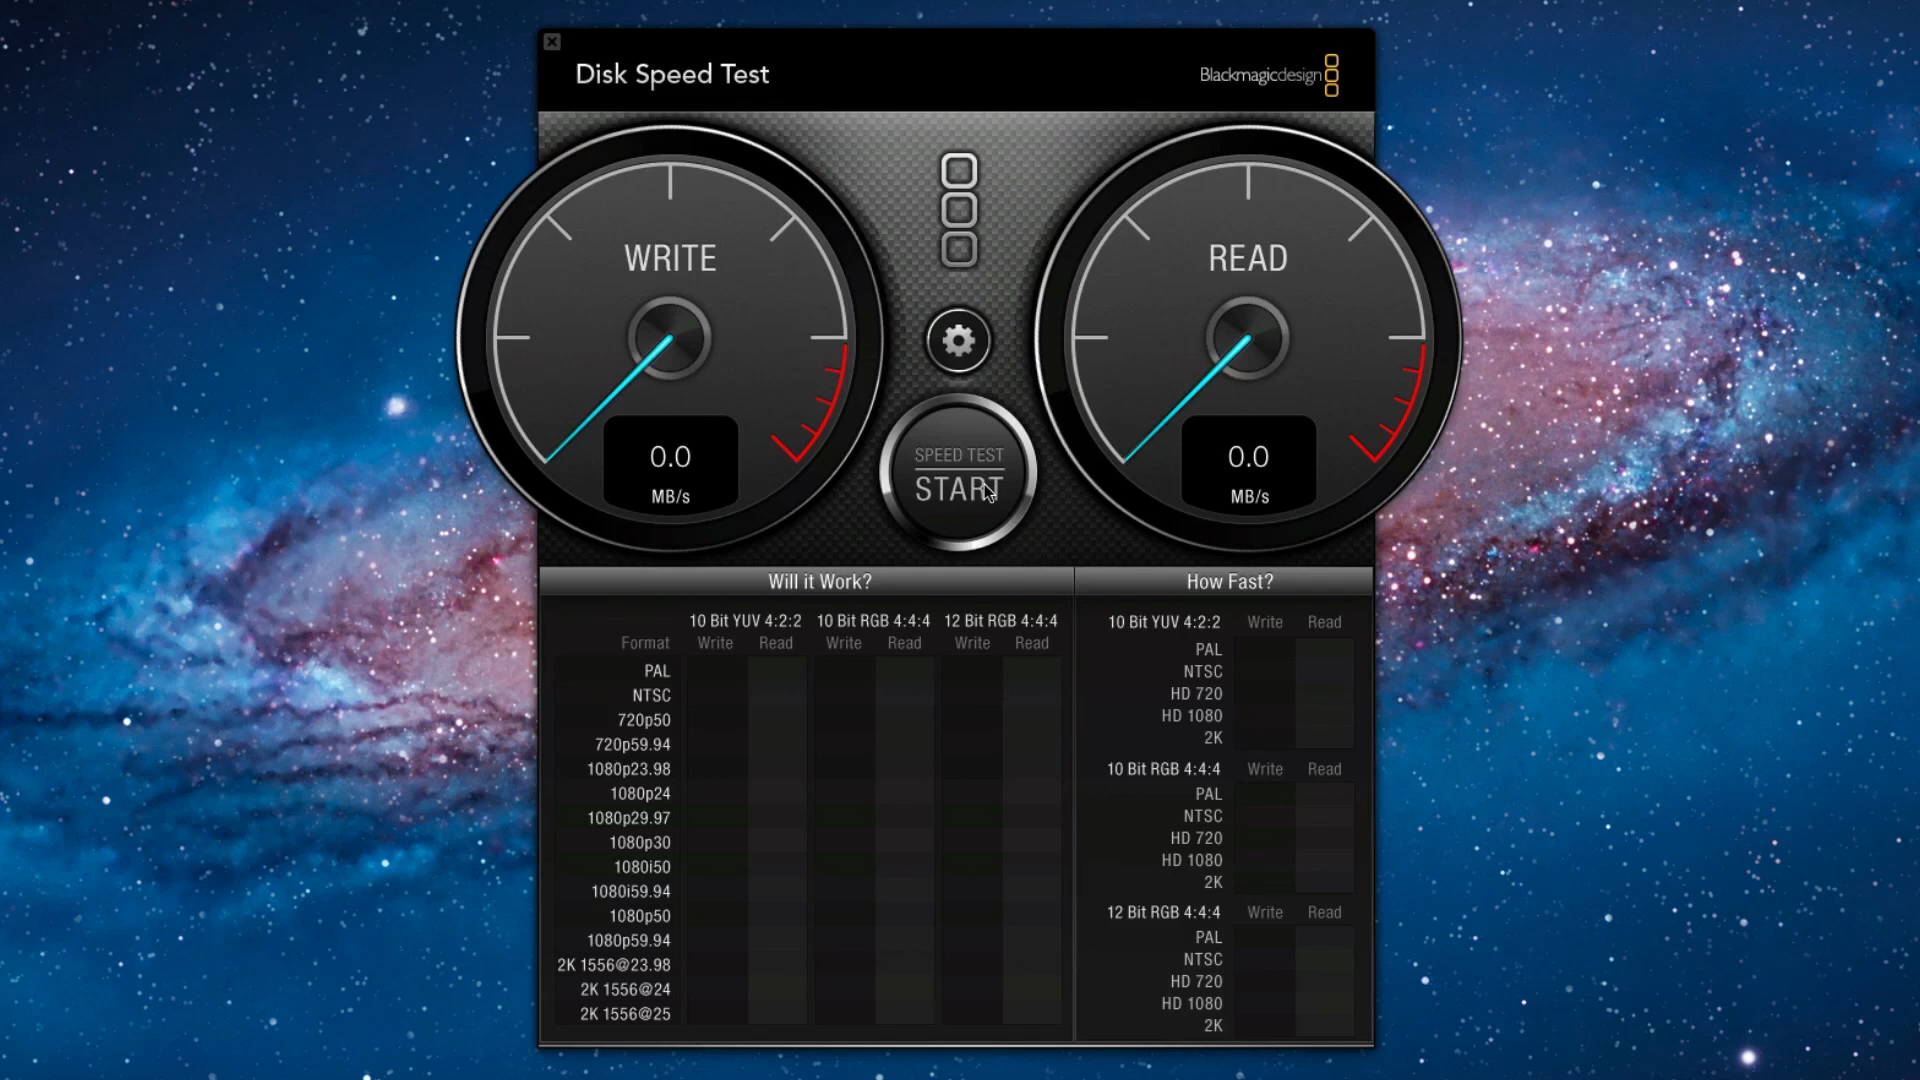 Disk Speed Test
Blackmagicdesign
WRITE
0.0
MB/s
READ
0.0
MB/s
SPEED TEST
START
Will it Work?
10 Bit YUV 4:2:2 10 Bit RGB 4:4:4 12 Bit RGB 4:4:4
Format Write Read Write Read Write Read
PAL
NTSC
720p50
720p59.94
1080p23.98
1080p24
1080p29.97
1080p30
1080i50
1080i59.94
1080p50
1080p59.94
2K 1556@23.98
2K 1556@24
2K 1556@25
How Fast?
10 Bit YUV 4:2:2 Write Read
PAL
NTSC
HD 720
HD 1080
2K
10 Bit RGB 4:4:4 Write Read
PAL
NTSC
HD 720
HD 1080
2K
12 Bit RGB 4:4:4 Write Read
PAL
NTSC
HD 720
HD 1080
2K